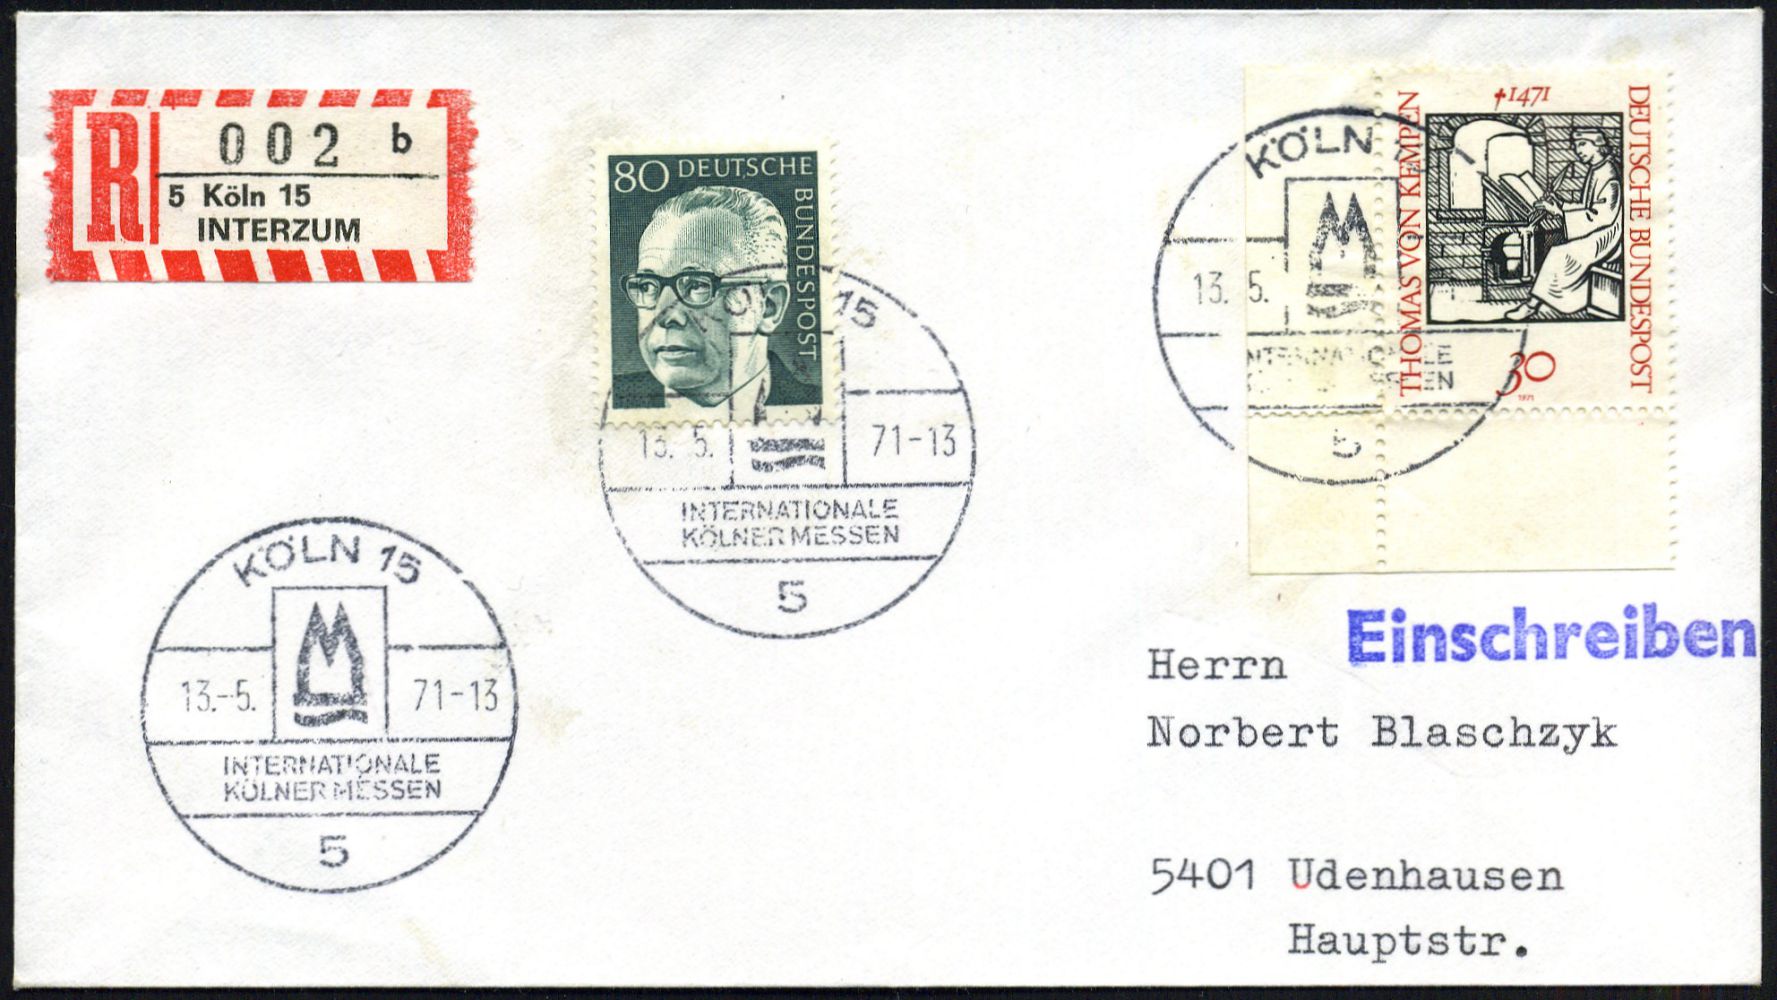 R
002 b
5 Köln 15
INTERZUM
80 DEUTSCHE
BUNDESPOST
15
13. 5. 71-13
INTERNATIONALE
KÖLNER MESSEN
5
†1471
THOMAS VON KEMPEN
DEUTSCHE BUNDESPOST
30
1971
KÖLN
13. 5.
5
KÖLN 15
13.-5. 71-13
INTERNATIONALE
KÖLNER MESSEN
5
Einschreiben
Herrn
Norbert Blaschzyk
5401 Udenhausen
Hauptstr.